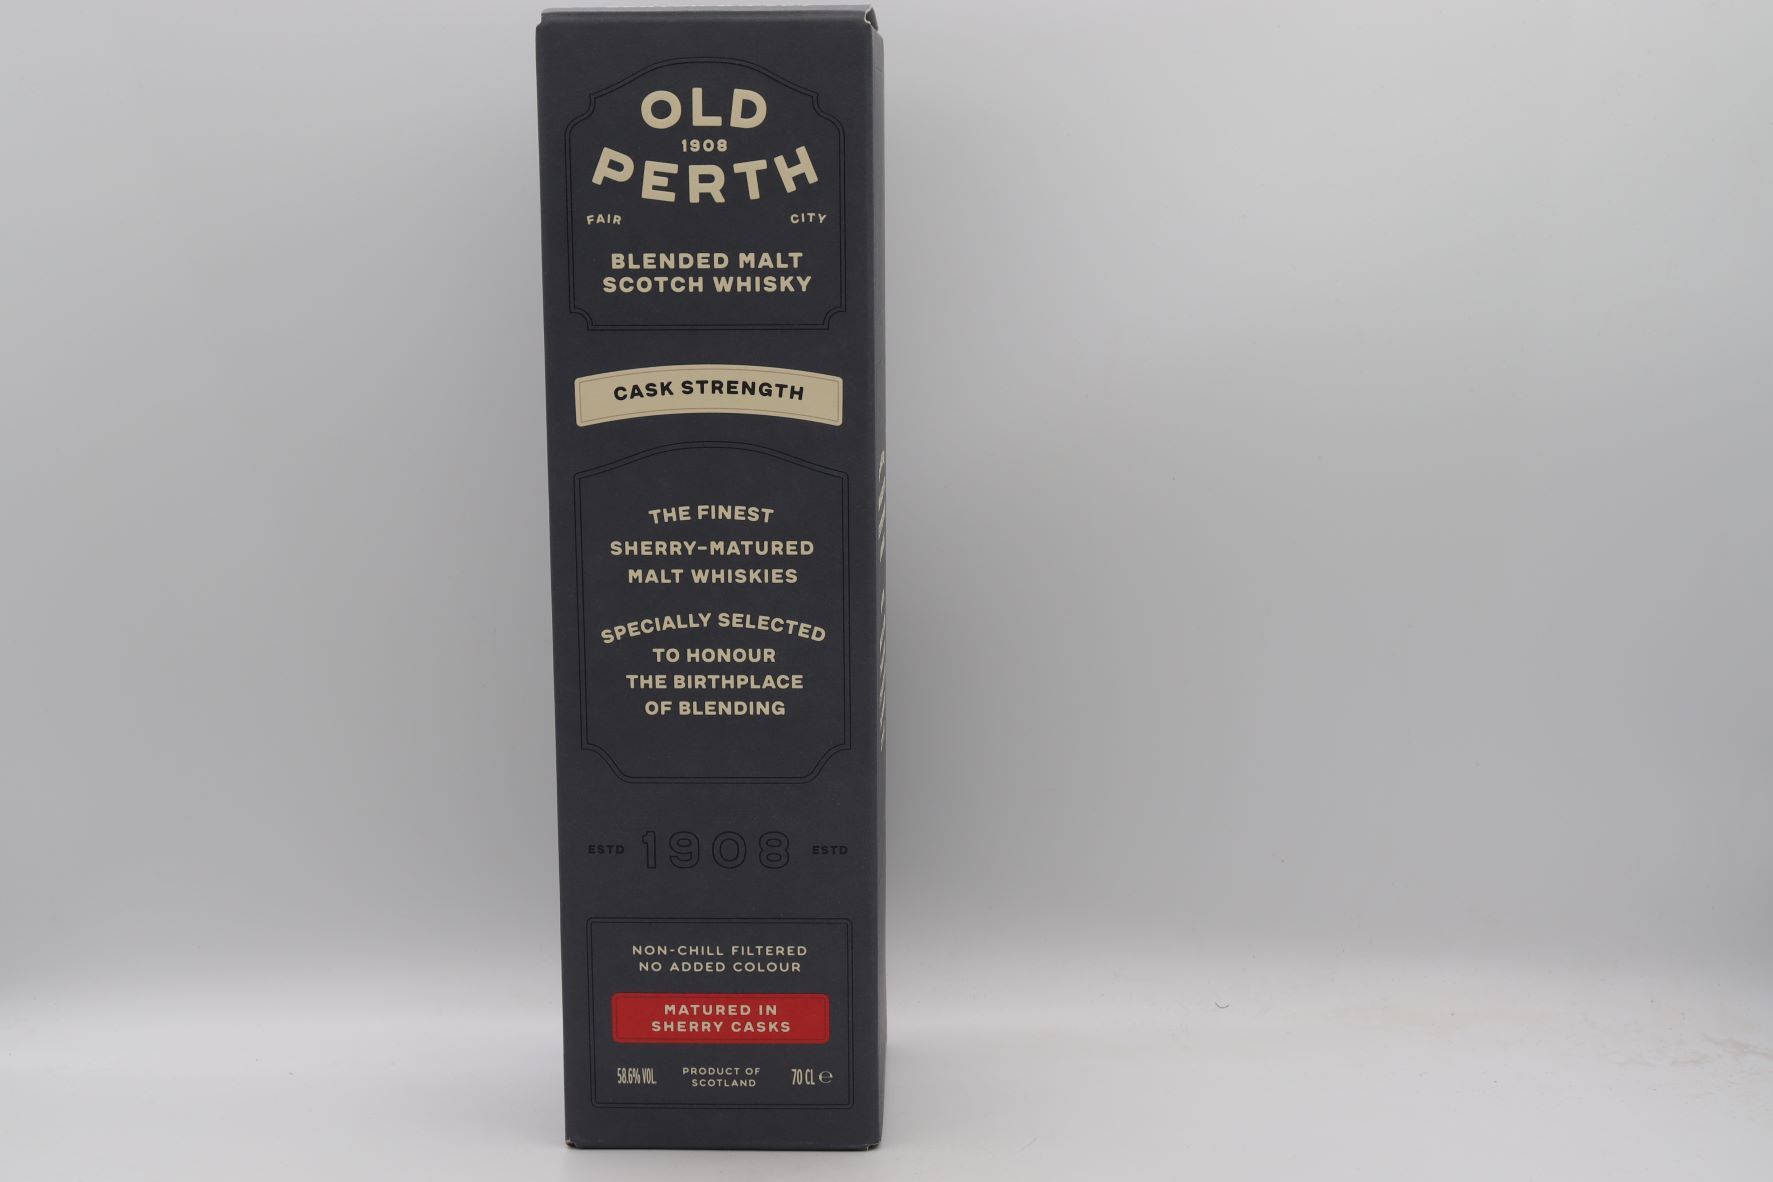 OLD
1908
PERTH
FAIR CITY
BLENDED MALT
SCOTCH WHISKY
CASK STRENGTH
THE FINEST
SHERRY-MATURED
MALT WHISKIES
SPECIALLY SELECTED
TO HONOUR
THE BIRTHPLACE
OF BLENDING
ESTD 1908 ESTD
NON-CHILL FILTERED
NO ADDED COLOUR
MATURED IN
SHERRY CASKS
58.6% VOL.
PRODUCT OF
SCOTLAND
70 CL ℮